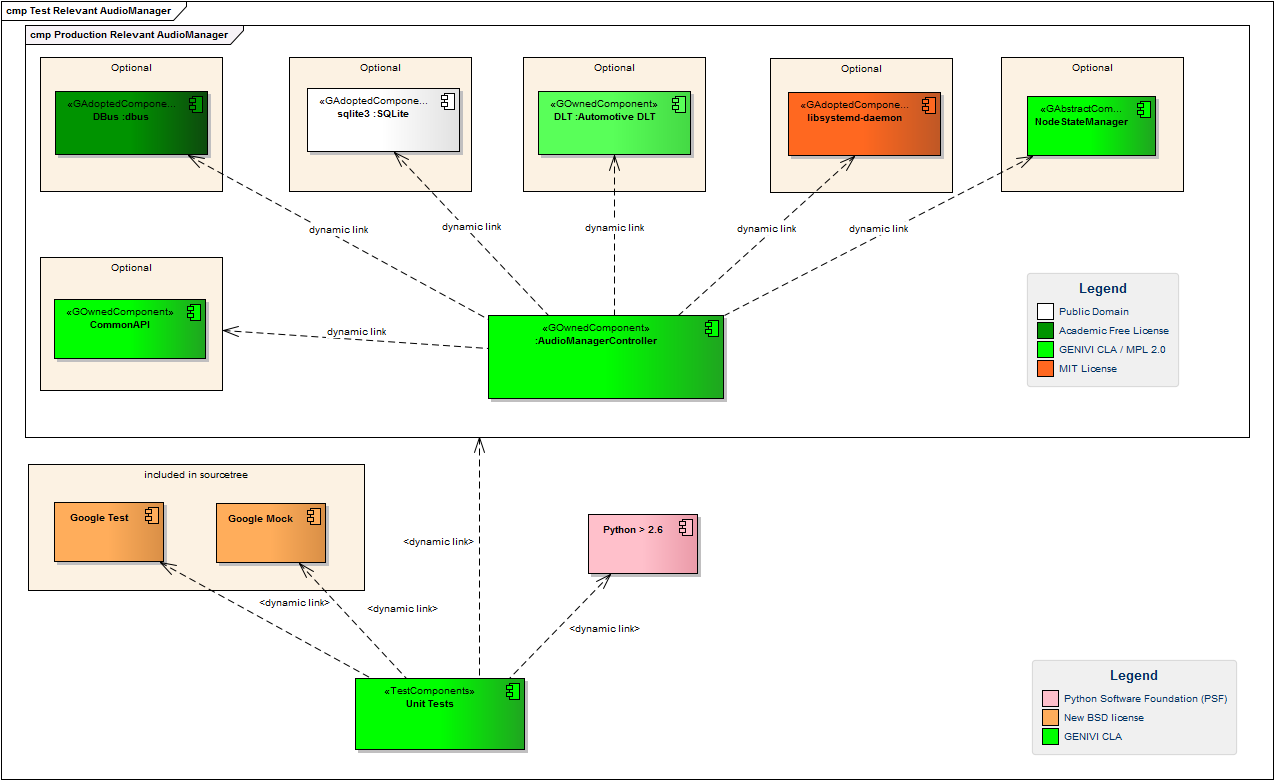 cmp Test Relevant AudioManager
cmp Production Relevant AudioManager
Optional
«GAdoptedCompone...
DBus :dbus
Optional
«GAdoptedCompone...
sqlite3 :SQLite
Optional
«GOwnedComponent»
DLT :Automotive DLT
Optional
«GAdoptedCompone...
libsystemd-daemon
Optional
«GAbstractCom...
NodeStateManager
dynamic link
dynamic link
dynamic link
dynamic link
dynamic link
Optional
«GOwnedComponent»
CommonAPI
dynamic link
«GOwnedComponent»
:AudioManagerController
Legend
Public Domain
Academic Free License
GENIVI CLA / MPL 2.0
MIT License
included in sourcetree
Google Test
Google Mock
Python > 2.6
<dynamic link>
<dynamic link>
<dynamic link>
<dynamic link>
«TestComponents»
Unit Tests
Legend
Python Software Foundation (PSF)
New BSD license
GENIVI CLA